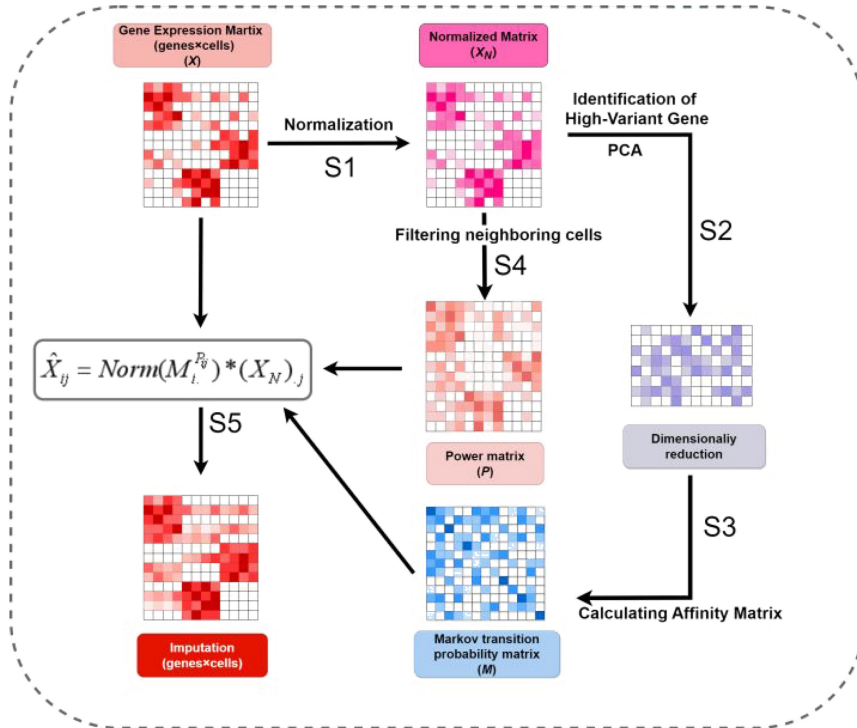 Gene Expression Martix
(genes×cells)
(X)
Normalized Matrix
(X_N)
Normalization
S1
Identification of
High-Variant Gene
PCA
S2
Filtering neighboring cells
S4
X̂_ij = Norm(M_i.^P_ij)*(X_N)_.j
S5
Power matrix
(P)
Dimensionaliy
reduction
S3
Calculating Affinity Matrix
Imputation
(genes×cells)
Markov transition
probability matrix
(M)